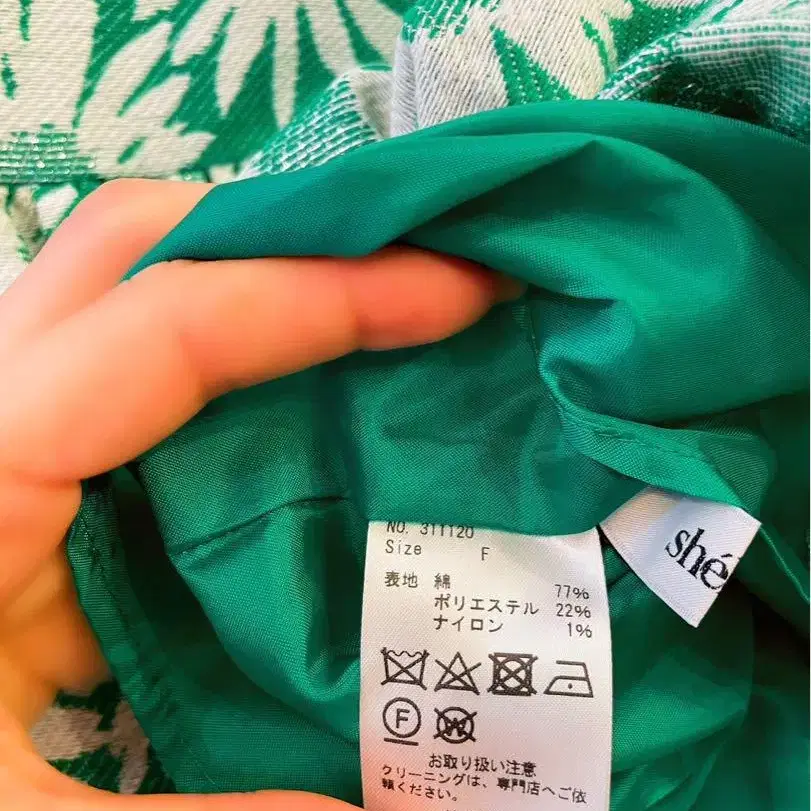 NO. 311120
Size F
表地 綿 77%
ポリエステル 22%
ナイロン 1%
F
W
お取り扱い注意
クリーニングは、専門店へご依
頼ください。
shé